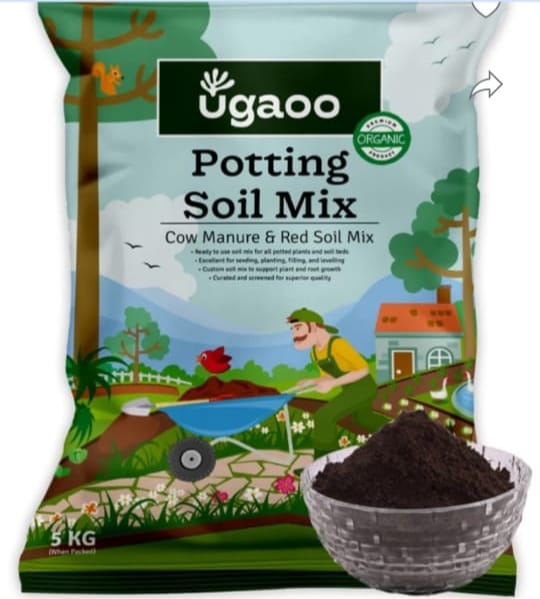 ugaoo
PREMIUM
ORGANIC
PRODUCT
Potting
Soil Mix
Cow Manure & Red Soil Mix
• Ready to use soil mix for all potted plants and soil beds
• Excellent for seeding, planting, filling, and levelling
• Custom soil mix to support plant and root growth
• Curated and screened for superior quality
5 KG
(When Packed)